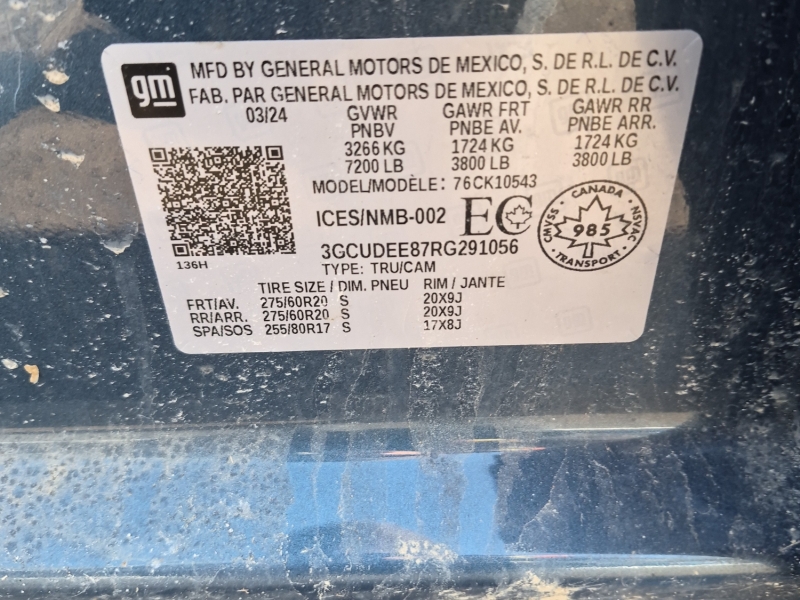 gm
MFD BY GENERAL MOTORS DE MEXICO, S. DE R.L. DE C.V.
FAB. PAR GENERAL MOTORS DE MEXICO, S. DE R.L. DE C.V.
03/24 GVWR GAWR FRT GAWR RR
PNBV PNBE AV. PNBE ARR.
3266 KG 1724 KG 1724 KG
7200 LB 3800 LB 3800 LB
MODEL/MODÈLE: 76CK10543
ICES/NMB-002 EC
CANADA
CMVSS 985 NSVAC
TRANSPORT
3GCUDEE87RG291056
136H
TYPE: TRU/CAM
TIRE SIZE / DIM. PNEU RIM / JANTE
FRT/AV. 275/60R20 S 20X9J
RR/ARR. 275/60R20 S 20X9J
SPA/SOS 255/80R17 S 17X8J